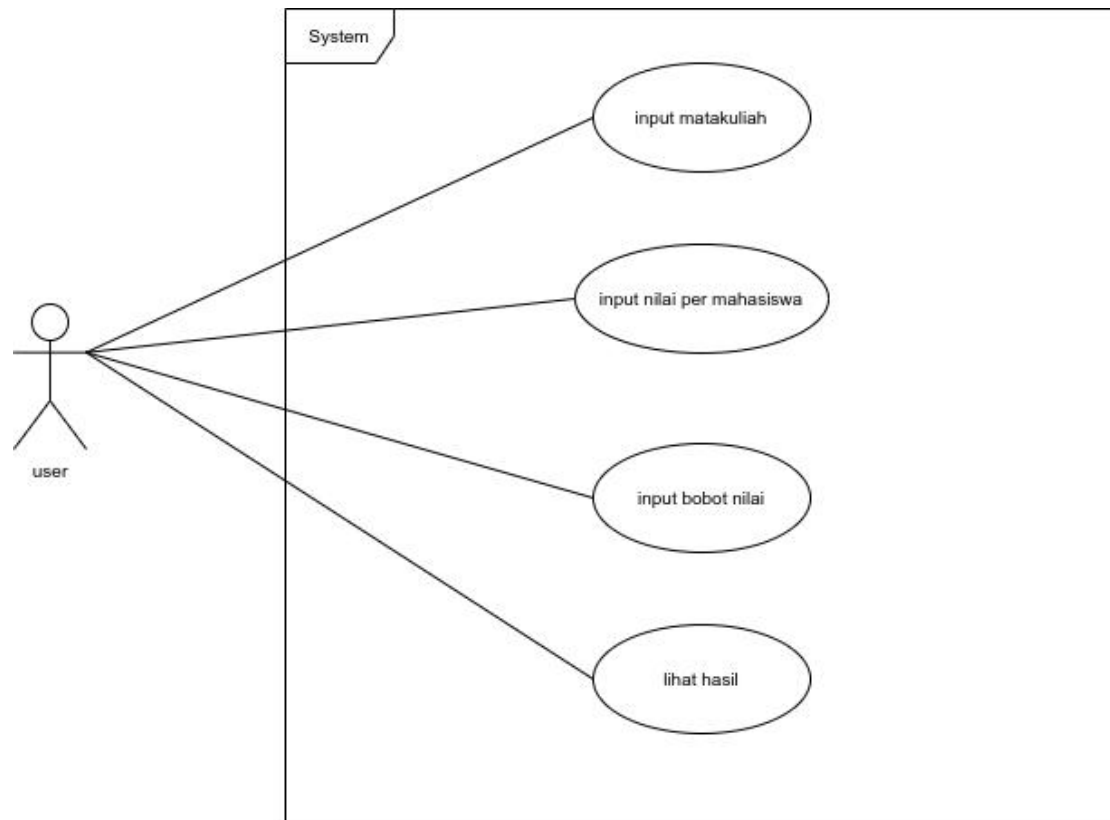 System
input matakuliah
input nilai per mahasiswa
user
input bobot nilai
lihat hasil